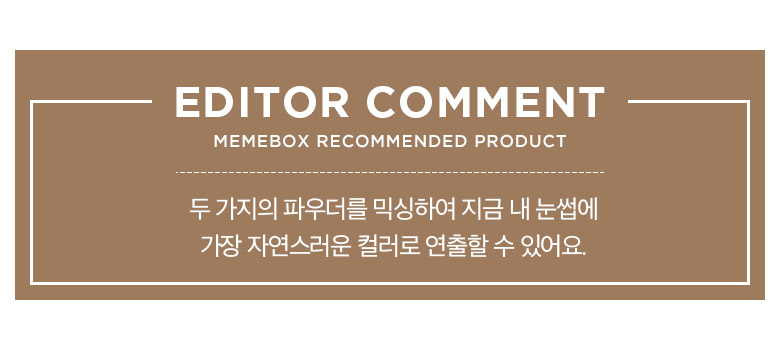 EDITOR COMMENT
MEMEBOX RECOMMENDED PRODUCT
두 가지의 파우더를 믹싱하여 지금 내 눈썹에
가장 자연스러운 컬러로 연출할 수 있어요.